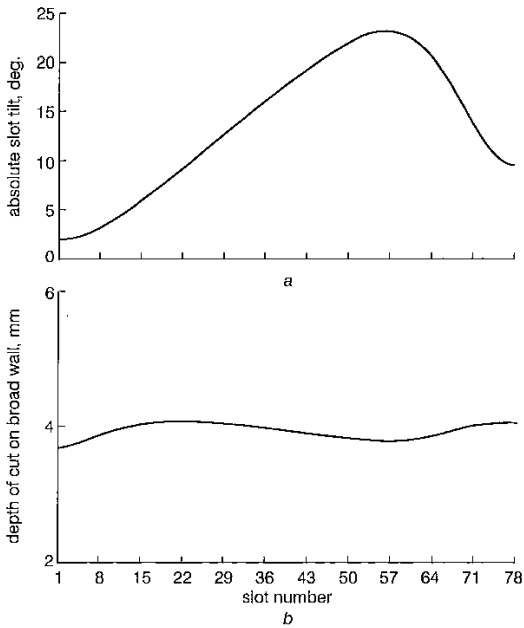 absolute slot tilt, deg.
25
20
15
10
5
0
a
depth of cut on broad wall, mm
6
4
2
1 8 15 22 29 36 43 50 57 64 71 78
slot number
b